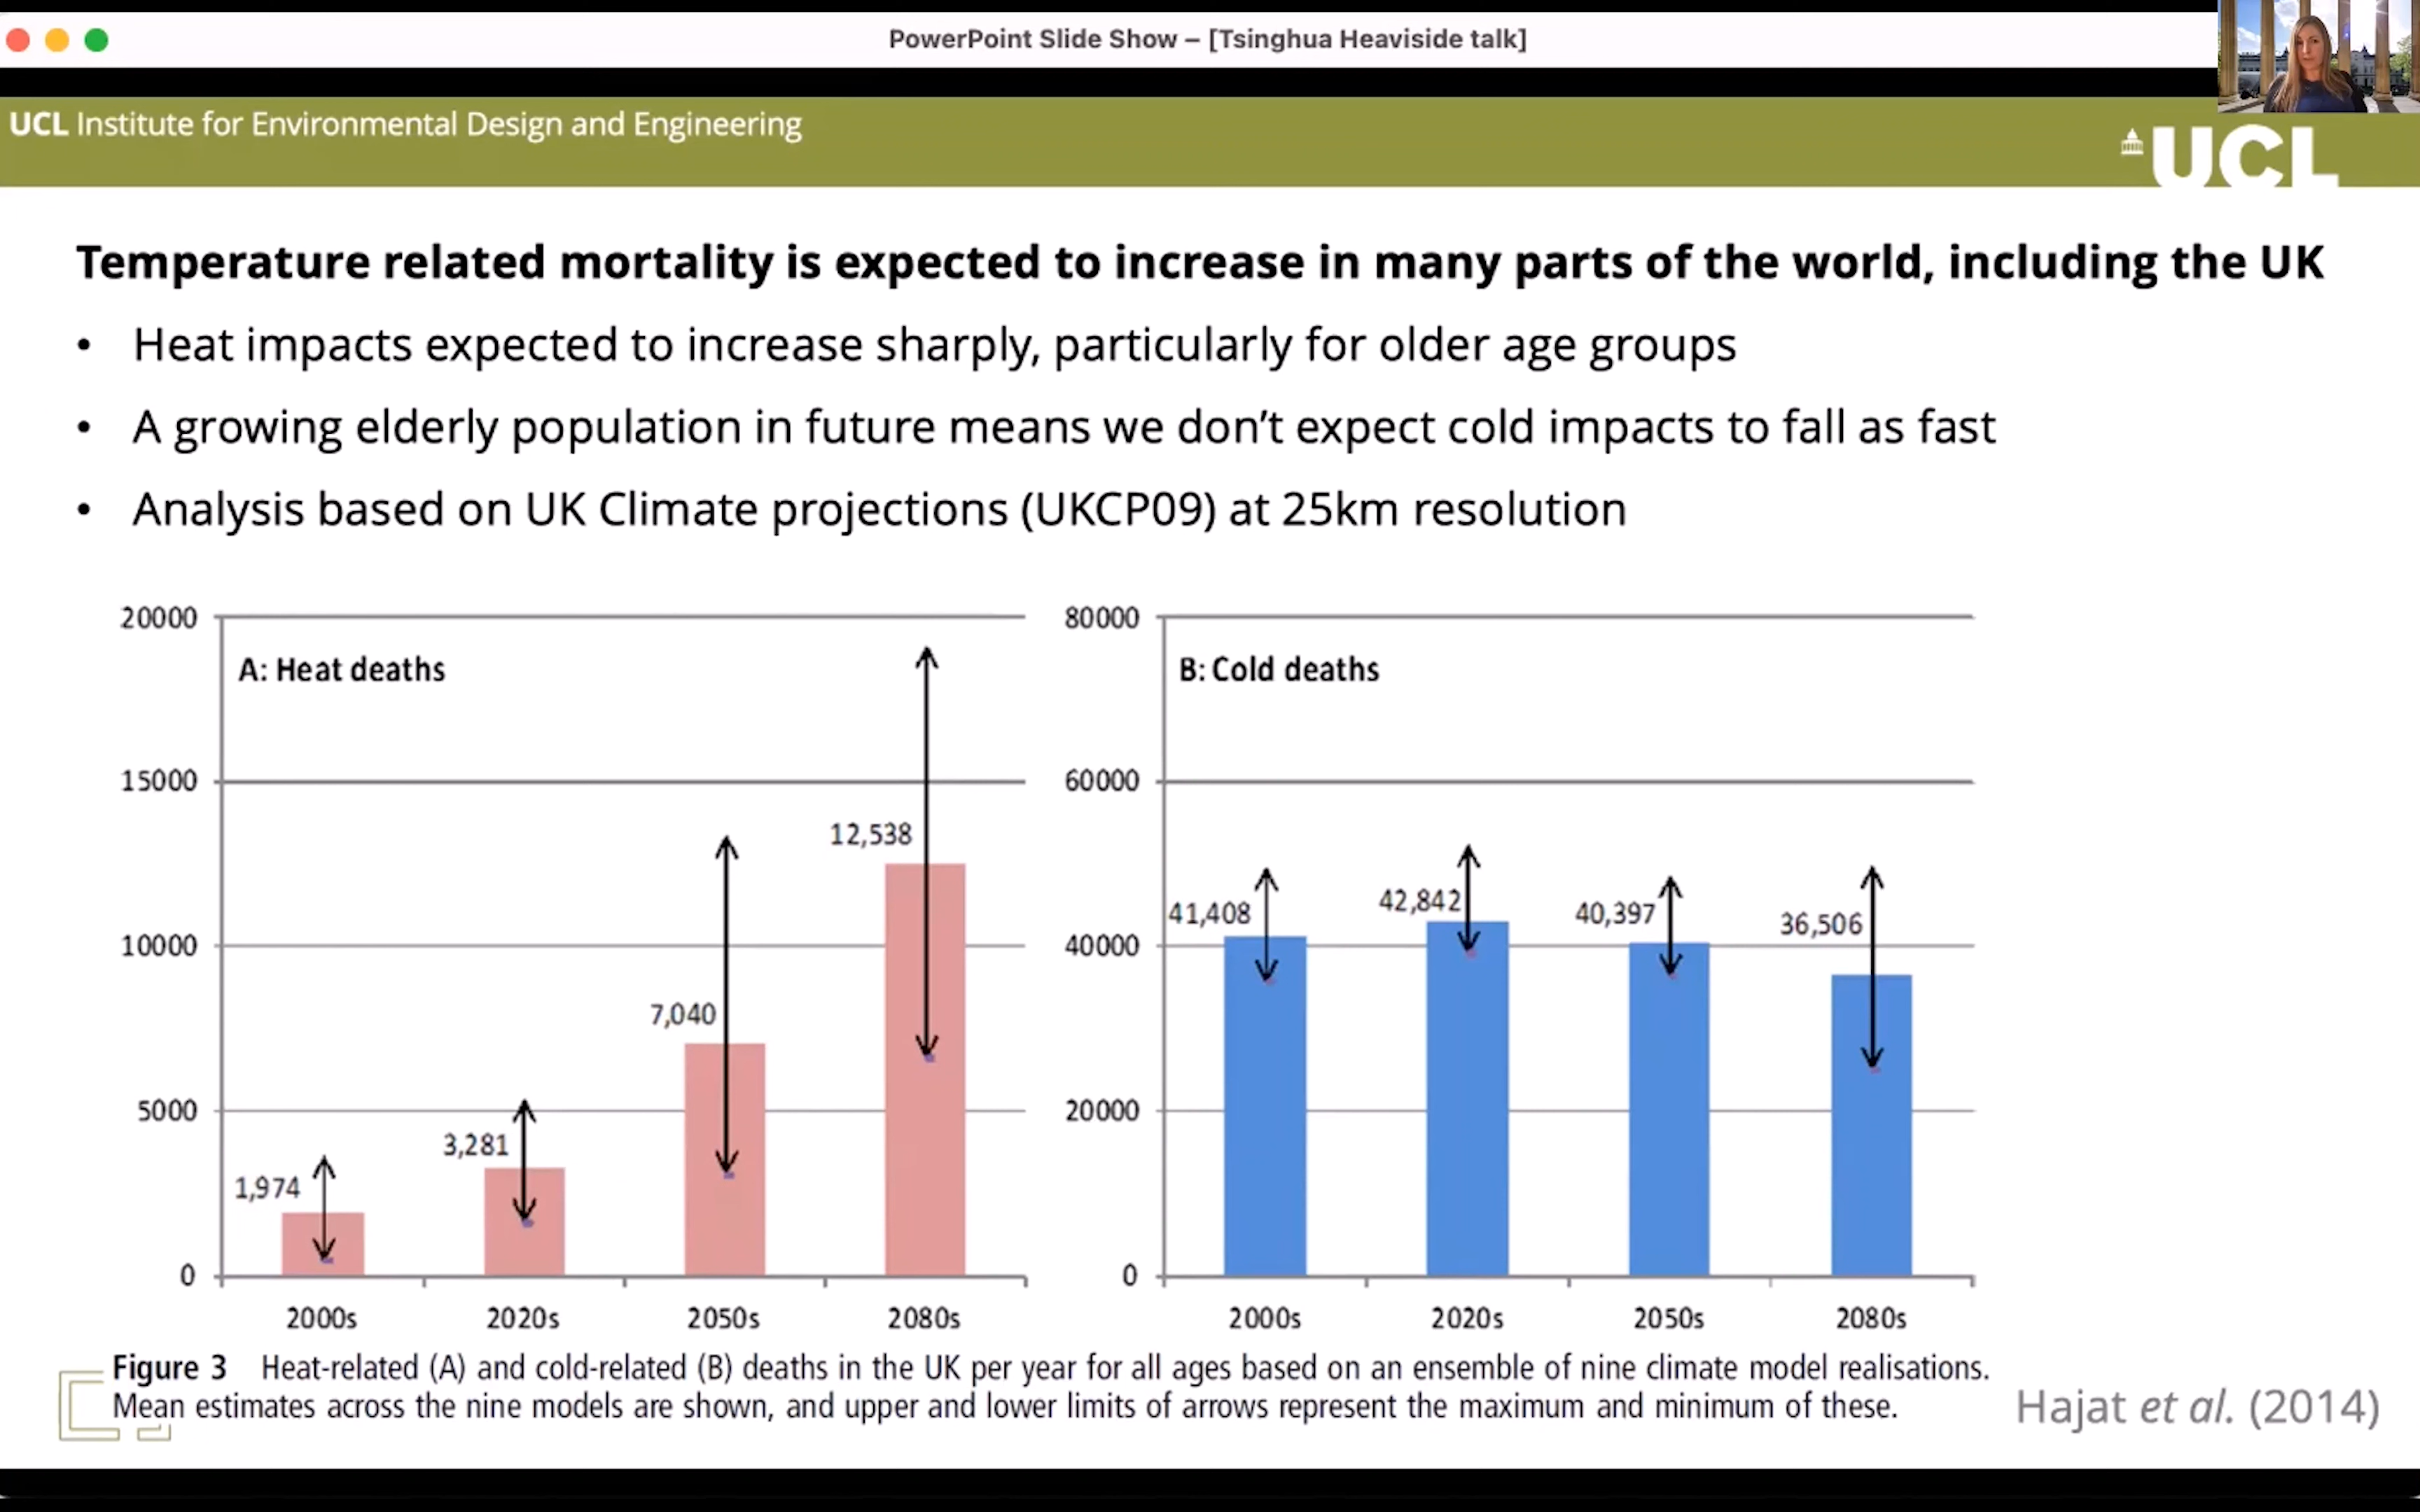 PowerPoint Slide Show – [Tsinghua Heaviside talk]
UCL Institute for Environmental Design and Engineering
UCL
Temperature related mortality is expected to increase in many parts of the world, including the UK
• Heat impacts expected to increase sharply, particularly for older age groups
• A growing elderly population in future means we don’t expect cold impacts to fall as fast
• Analysis based on UK Climate projections (UKCP09) at 25km resolution
A: Heat deaths
20000
15000
10000
5000
0
1,974
3,281
7,040
12,538
2000s 2020s 2050s 2080s
B: Cold deaths
80000
60000
40000
20000
0
41,408
42,842
40,397
36,506
2000s 2020s 2050s 2080s
Figure 3 Heat-related (A) and cold-related (B) deaths in the UK per year for all ages based on an ensemble of nine climate model realisations.
Mean estimates across the nine models are shown, and upper and lower limits of arrows represent the maximum and minimum of these.
Hajat et al. (2014)